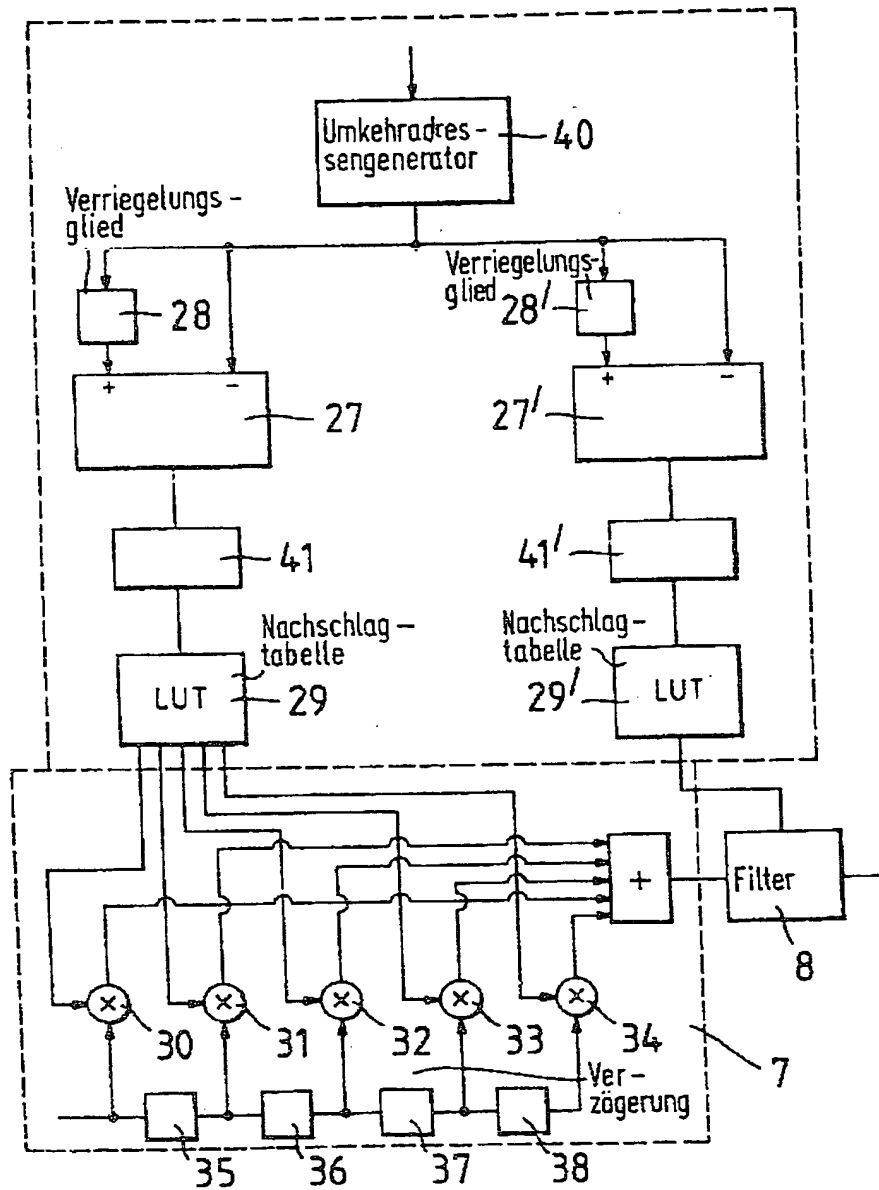 Umkehradres-
sengenerator
40
Verriegelungs-
glied
28
Verriegelungs-
glied
28'
+ -
27
+ -
27'
41
41'
Nachschlag-
tabelle
LUT
29
Nachschlag-
tabelle
LUT
29'
+
Filter
8
×
30
×
31
×
32
×
33
×
34
7
Ver-
zögerung
35
36
37
38